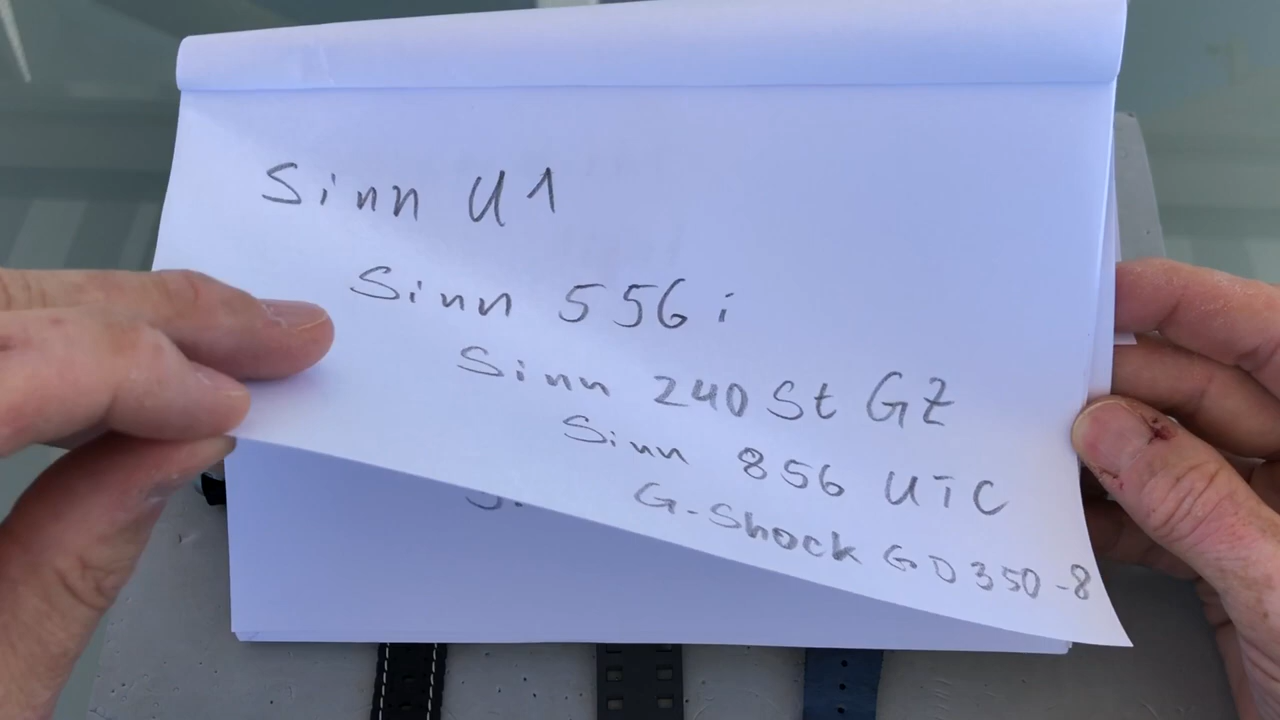 Sinn U1
Sinn 556i
Sinn 240 St GZ
Sinn 856 UTC
G-Shock GD350-8